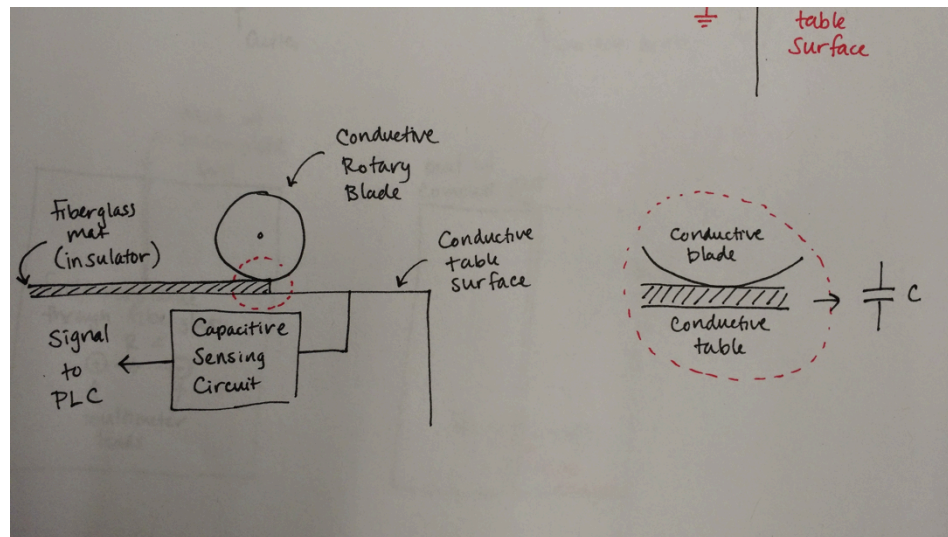 table
Surface
Conductive
Rotary
Blade
Fiberglass
mat
(insulator)
Conductive
table
surface
Signal
to
PLC
Capacitive
Sensing
Circuit
Conductive
blade
Conductive
table
C